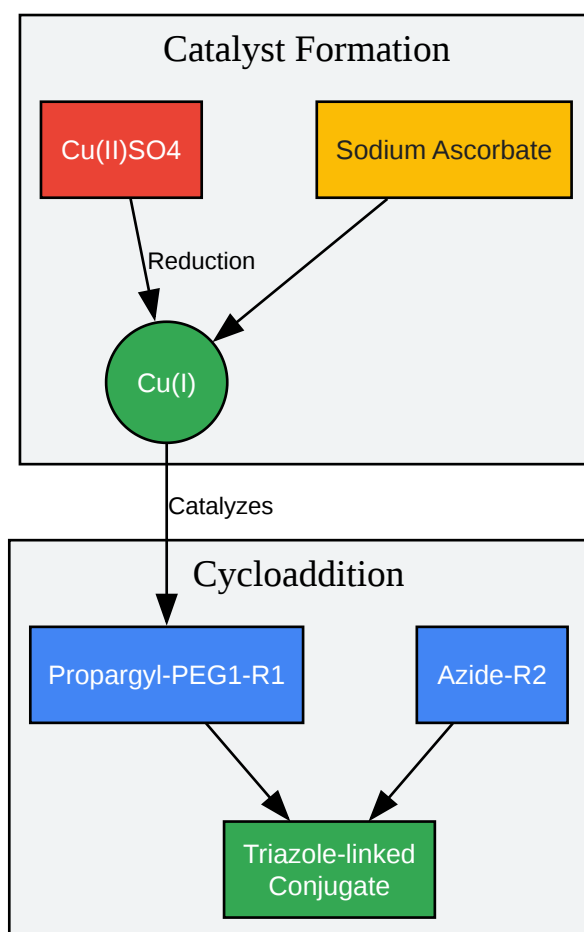 Catalyst Formation
Cu(II)SO4
Sodium Ascorbate
Reduction
Cu(I)
Catalyzes
Cycloaddition
Propargyl-PEG1-R1
Azide-R2
Triazole-linked
Conjugate